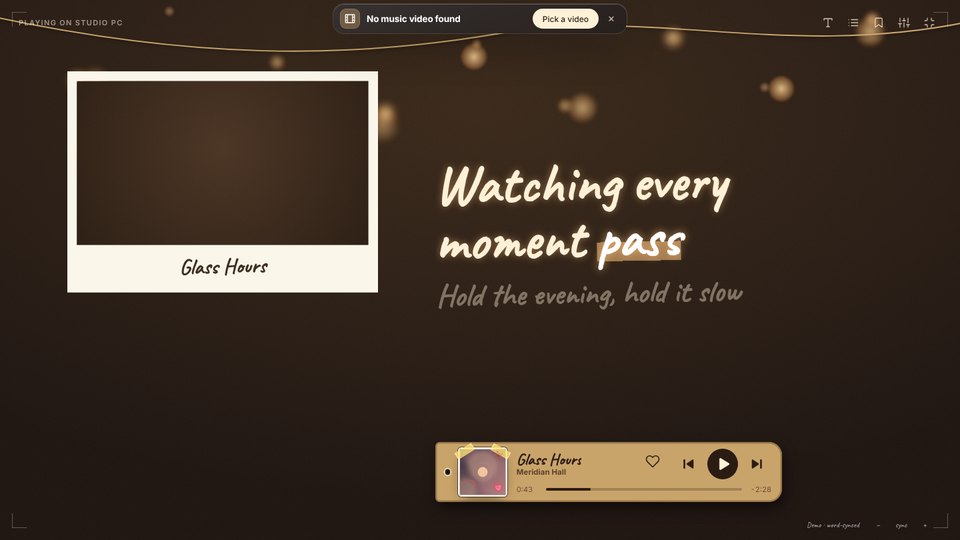 PLAYING ON STUDIO PC
No music video found
Pick a video
Glass Hours
Watching every
moment pass
Hold the evening, hold it slow
Glass Hours
Meridian Hall
0:43
-2:28
Demo · word-synced
− sync +